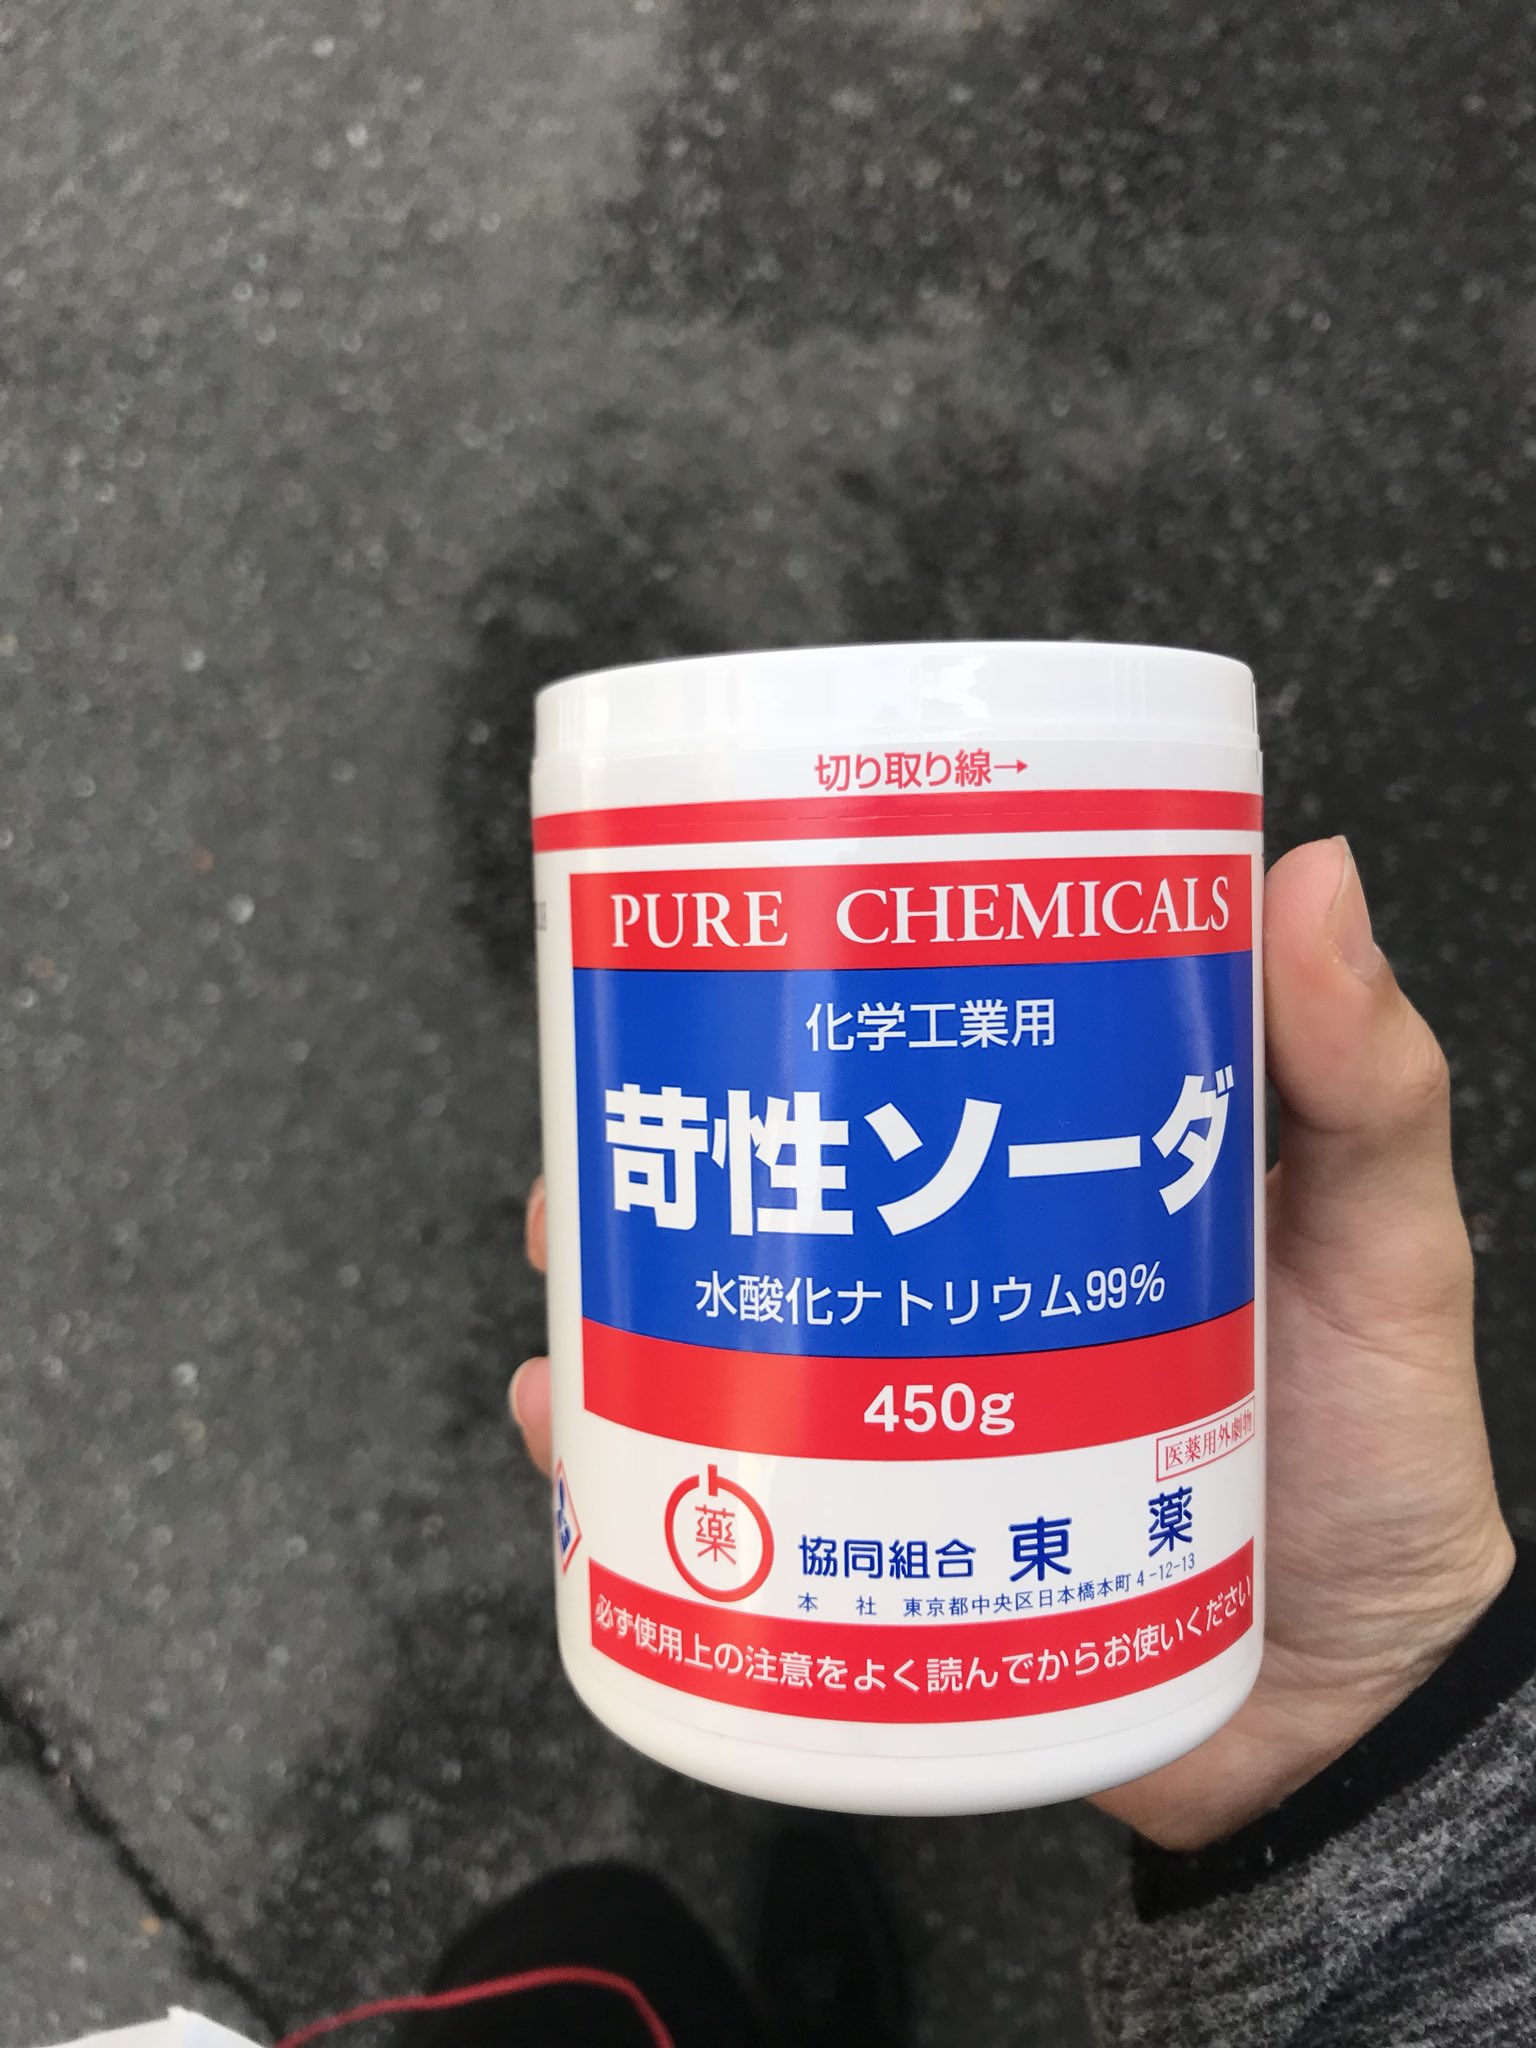 切り取り線→
PURE CHEMICALS
化学工業用
苛性ソーダ
水酸化ナトリウム99%
450g
医薬用外劇物
薬
協同組合 東 薬
本 社 東京都中央区日本橋本町4-12-13
必ず使用上の注意をよく読んでからお使いください